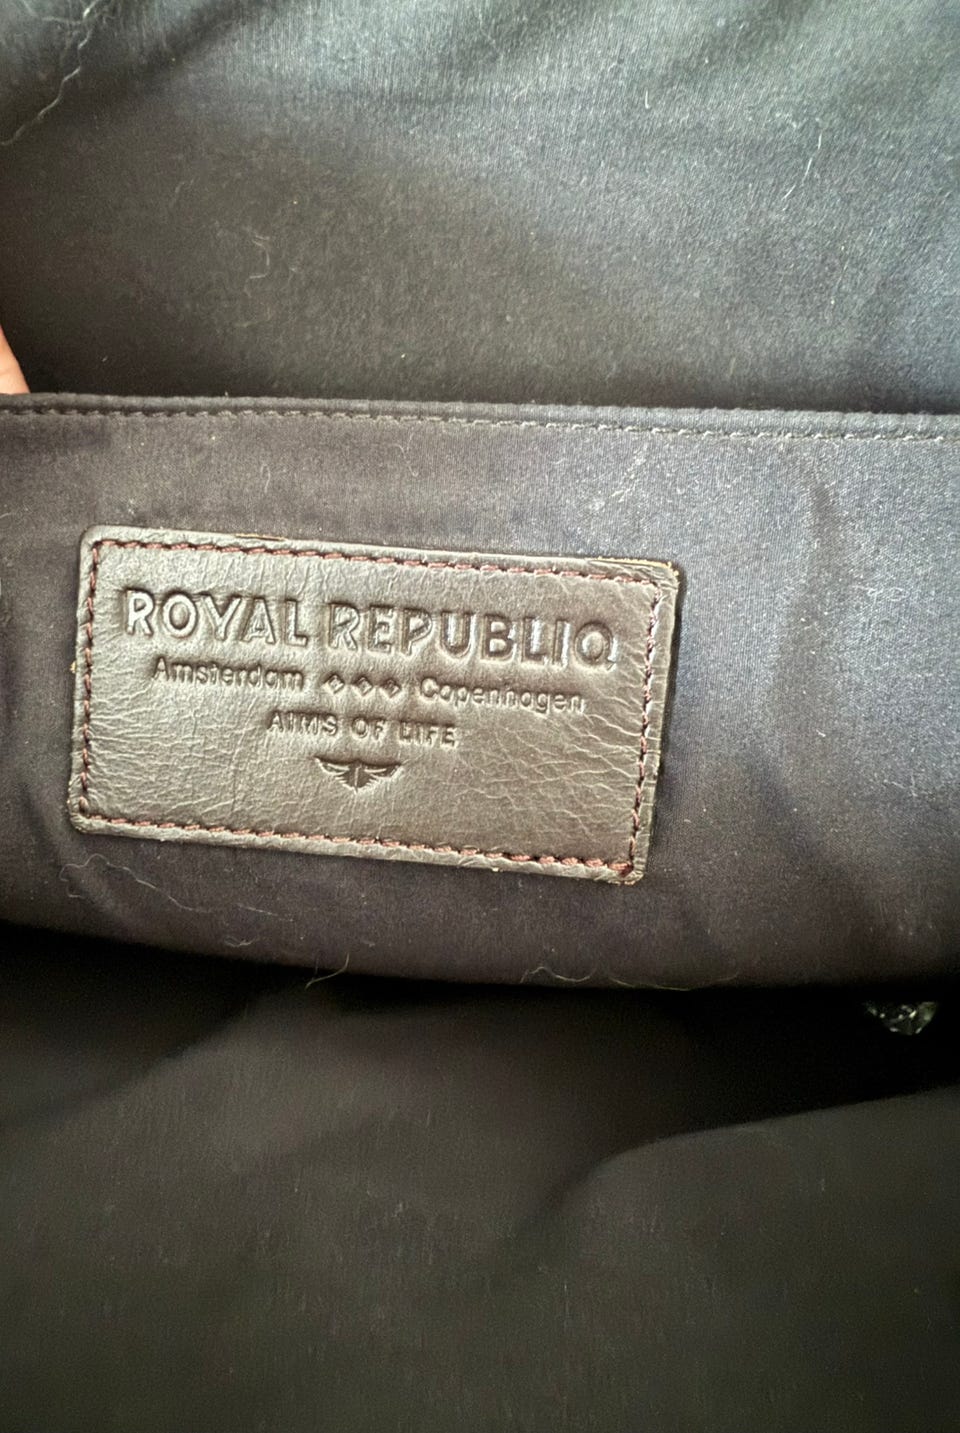 ROYAL REPUBLIQ
Amsterdam ◇◇◇ Copenhagen
AIMS OF LIFE